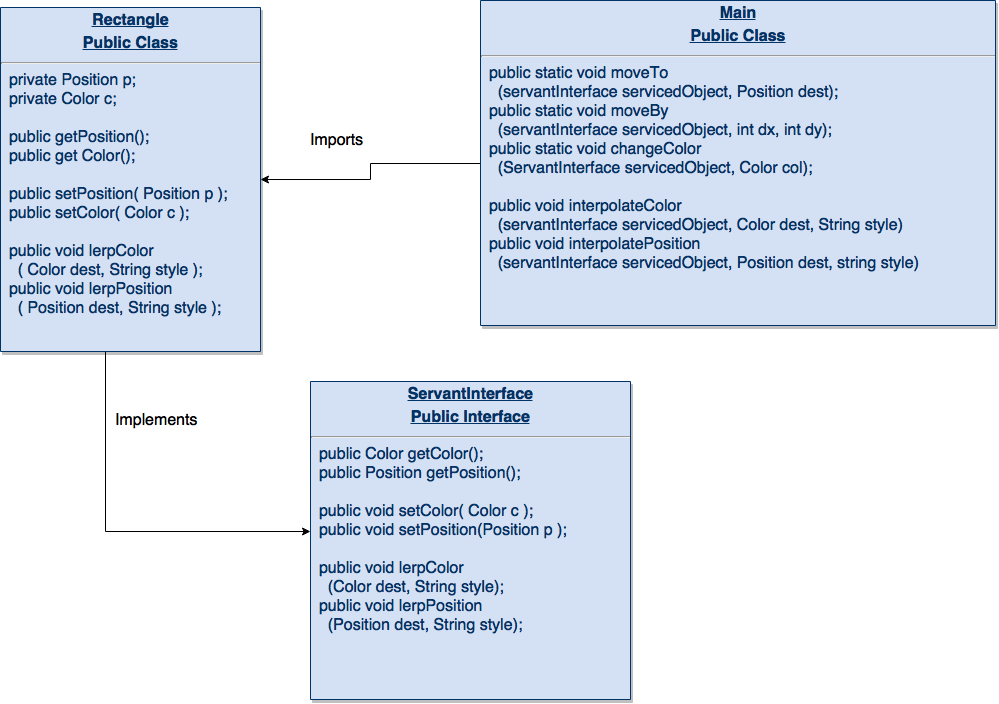 Rectangle
Public Class
private Position p;
private Color c;
public getPosition();
public get Color();
public setPosition( Position p );
public setColor( Color c );
public void lerpColor
( Color dest, String style );
public void lerpPosition
( Position dest, String style );
Imports
Main
Public Class
public static void moveTo
(servantInterface servicedObject, Position dest);
public static void moveBy
(servantInterface servicedObject, int dx, int dy);
public static void changeColor
(ServantInterface servicedObject, Color col);
public void interpolateColor
(servantInterface servicedObject, Color dest, String style)
public void interpolatePosition
(servantInterface servicedObject, Position dest, string style)
Implements
ServantInterface
Public Interface
public Color getColor();
public Position getPosition();
public void setColor( Color c );
public void setPosition(Position p );
public void lerpColor
(Color dest, String style);
public void lerpPosition
(Position dest, String style);